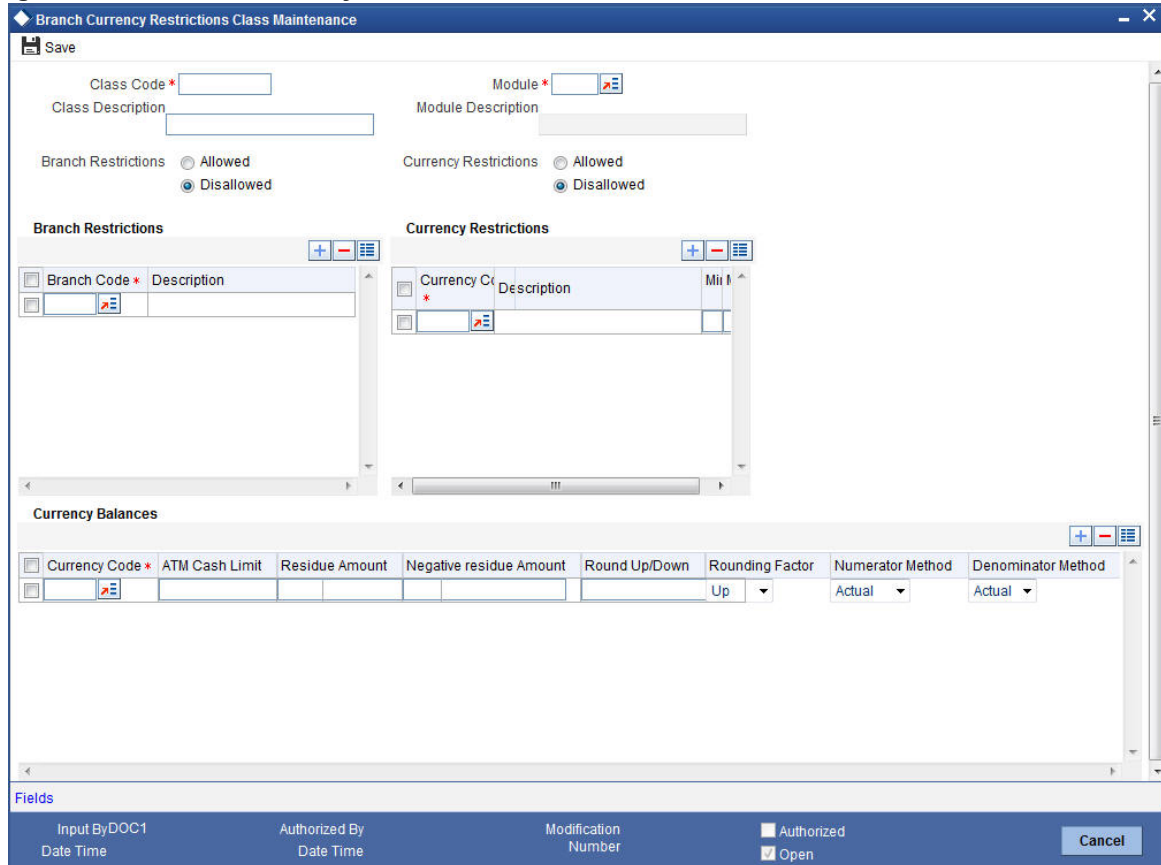 Branch Currency Restrictions Class Maintenance
Save
Class Code *
Module *
Class Description
Module Description
Branch Restrictions
Allowed
Disallowed
Currency Restrictions
Allowed
Disallowed
Branch Restrictions
Currency Restrictions
Branch Code * Description
Currency Co
*
Description
Currency Balances
Currency Code * ATM Cash Limit Residue Amount Negative residue Amount Round Up/Down Rounding Factor Numerator Method Denominator Method
Up Actual Actual
Fields
Input By DOC1 Authorized By Modification Number Authorized
Date Time Date Time Open
Cancel